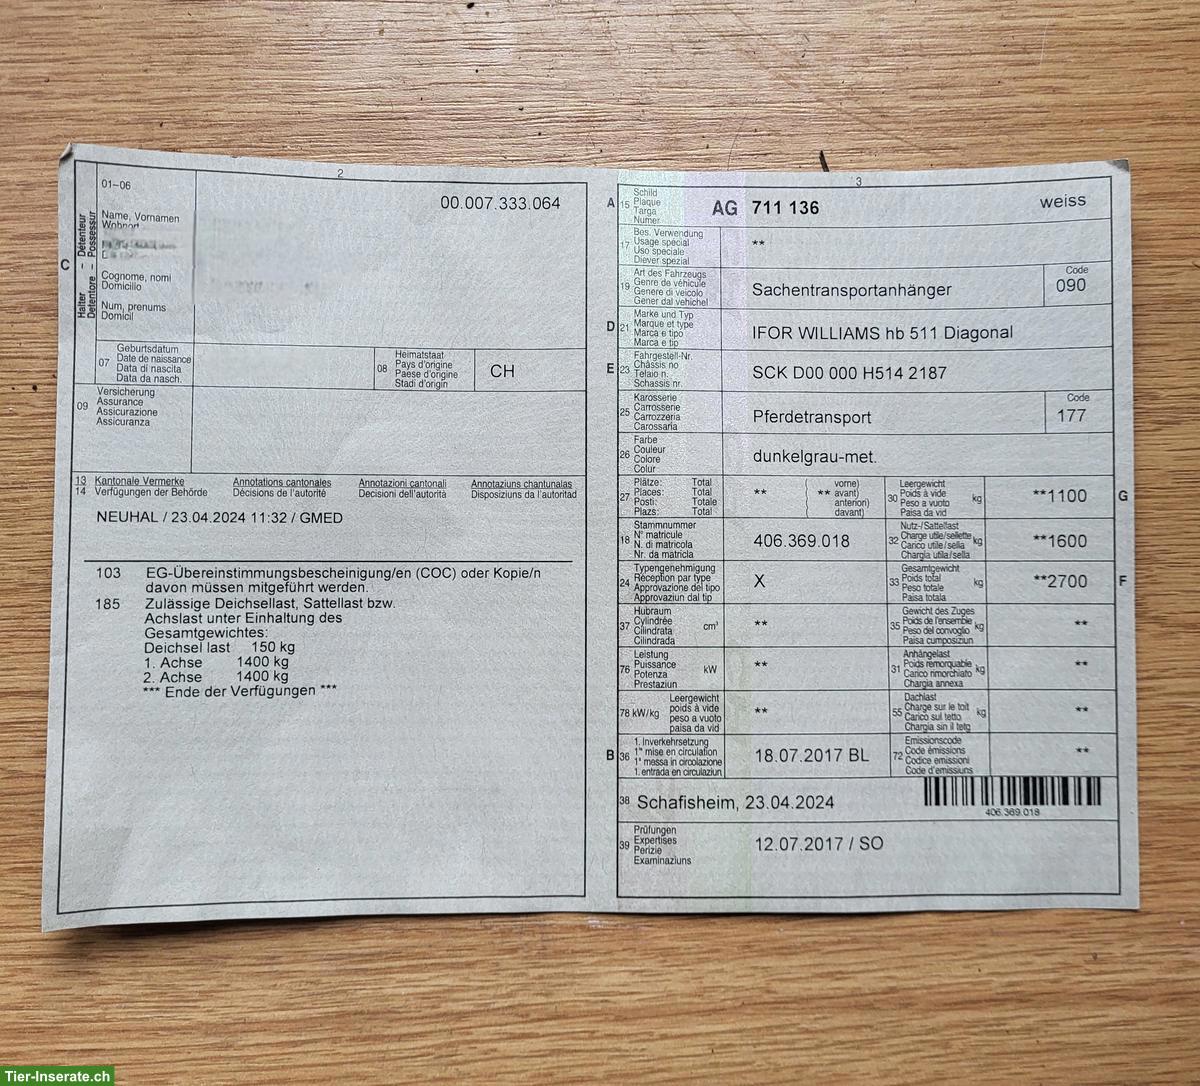 2
01–06
00.007.333.064
Halter – Détenteur
Detentore – Possessur
C
Name, Vornamen
Wohnort
Cognome, nomi
Domicilio
Num, prenums
Domicil
07
Geburtsdatum
Date de naissance
Data di nascita
Data da nasch.
08
Heimatstaat
Pays d'origine
Paese d'origine
Stadi d'origin
CH
09
Versicherung
Assurance
Assicurazione
Assicuranza
13 Kantonale Vermerke Annotations cantonales Annotazioni cantonali Annotaziuns chantunalas
14 Verfügungen der Behörde Décisions de l'autorité Decisioni dell'autorità Disposiziuns da l'autoritad
NEUHAL / 23.04.2024 11:32 / GMED
103 EG-Übereinstimmungsbescheinigung/en (COC) oder Kopie/n
davon müssen mitgeführt werden.
185 Zulässige Deichsellast, Sattellast bzw.
Achslast unter Einhaltung des
Gesamtgewichtes:
Deichsel last 150 kg
1. Achse 1400 kg
2. Achse 1400 kg
*** Ende der Verfügungen ***
3
A 15
Schild
Plaque
Targa
Numer
AG 711 136 weiss
17
Bes. Verwendung
Usage spécial
Uso speciale
Diever spezial
**
19
Art des Fahrzeugs
Genre de véhicule
Genere di veicolo
Gener dal vehichel
Sachentransportanhänger
Code
090
D 21
Marke und Typ
Marque et type
Marca e tipo
Marca e tip
IFOR WILLIAMS hb 511 Diagonal
E 23
Fahrgestell-Nr.
Châssis no
Telaio n.
Schassis nr.
SCK D00 000 H514 2187
25
Karosserie
Carrosserie
Carrozzeria
Carossaria
Pferdetransport
Code
177
26
Farbe
Couleur
Colore
Colur
dunkelgrau-met.
27
Plätze: Total
Places: Total
Posti: Totale
Plazs: Total
**
**
vorne)
avant)
anteriori)
davant)
30
Leergewicht
Poids à vide
Peso a vuoto
Paisa da vid
kg
**1100
G
18
Stammnummer
N° matricule
N. di matricola
Nr. da matricla
406.369.018
32
Nutz-/Sattellast
Charge utile/sellette
Carico utile/sella
Chargia utila/sella
kg
**1600
24
Typengenehmigung
Réception par type
Approvazione del tipo
Approvaziun dal tip
X
33
Gesamtgewicht
Poids total
Peso totale
Paisa totala
kg
**2700
F
37
Hubraum
Cylindrée
Cilindrata
Cilindrada
cm³
**
35
Gewicht des Zuges
Poids de l'ensemble
Peso del convoglio
Paisa cumposiziun
kg
**
76
Leistung
Puissance
Potenza
Prestaziun
kW
**
31
Anhängelast
Poids remorquable
Carico rimorchiato
Chargia annexa
kg
**
78 kW/kg
Leergewicht
poids à vide
peso a vuoto
paisa da vid
**
55
Dachlast
Charge sur le toit
Carico sul tetto
Chargia sin il tetg
kg
**
B 36
1. Inverkehrsetzung
1re mise en circulation
1a messa in circolazione
1. entrada en circulaziun
18.07.2017 BL
72
Emissionscode
Code émissions
Codice emissioni
Code d'emissiuns
**
38 Schafisheim, 23.04.2024
406.369.018
39
Prüfungen
Expertises
Perizie
Examinaziuns
12.07.2017 / SO
Tier-Inserate.ch